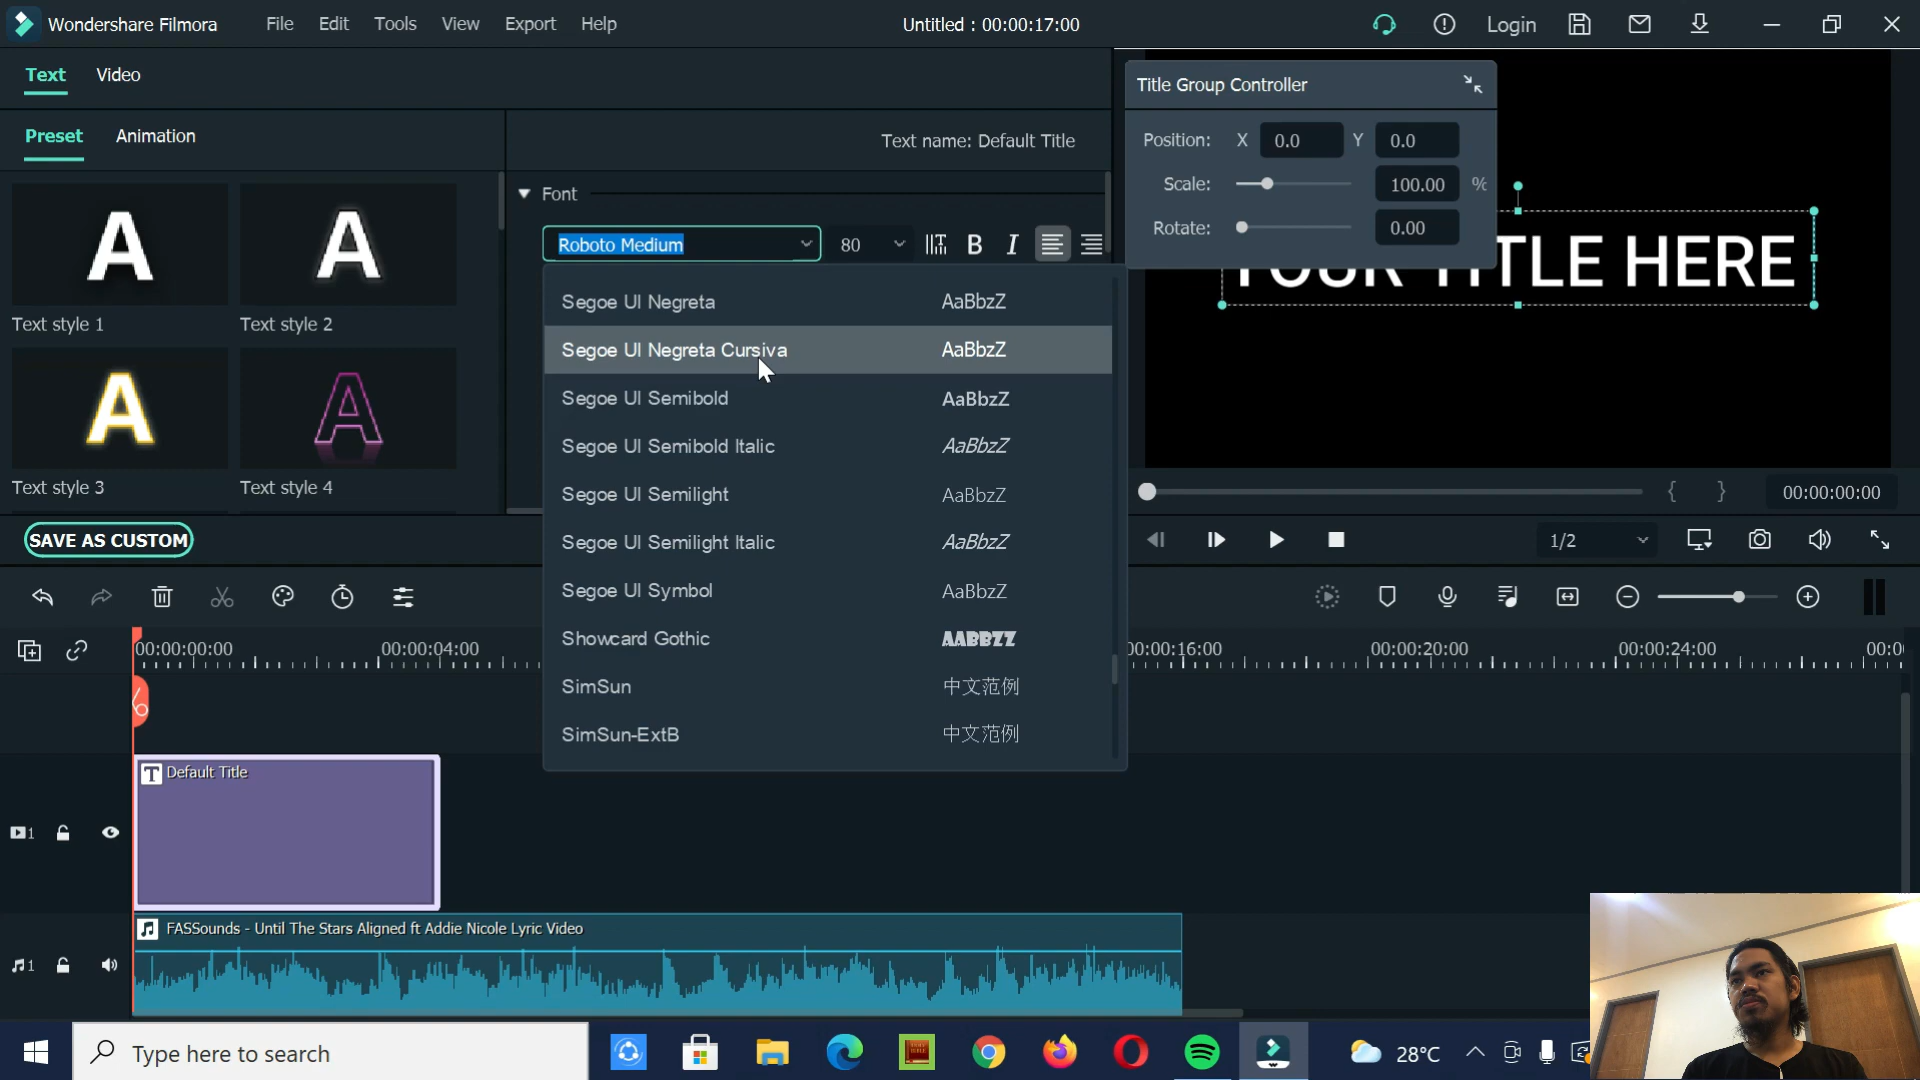 Wondershare Filmora File Edit Tools View Export Help Untitled : 00:00:17:00 Login
Text Video
Title Group Controller
Preset Animation
Text name: Default Title
Position: X 0.0 Y 0.0
Scale: 100.00 %
Rotate: 0.00
Font
Roboto Medium 80 B I
YOUR TITLE HERE
A A
Text style 1 Text style 2
A A
Text style 3 Text style 4
Segoe UI Negreta AaBbzZ
Segoe UI Negreta Cursiva AaBbzZ
Segoe UI Semibold AaBbzZ
Segoe UI Semibold Italic AaBbzZ
Segoe UI Semilight AaBbzZ
Segoe UI Semilight Italic AaBbzZ
Segoe UI Symbol AaBbzZ
Showcard Gothic AABBZZ
SimSun 中文范例
SimSun-ExtB 中文范例
{ } 00:00:00:00
SAVE AS CUSTOM
1/2
00:00:00:00 00:00:04:00 00:00:16:00 00:00:20:00 00:00:24:00 00:0
T Default Title
1
FASSounds - Until The Stars Aligned ft Addie Nicole Lyric Video
1
Type here to search
28°C